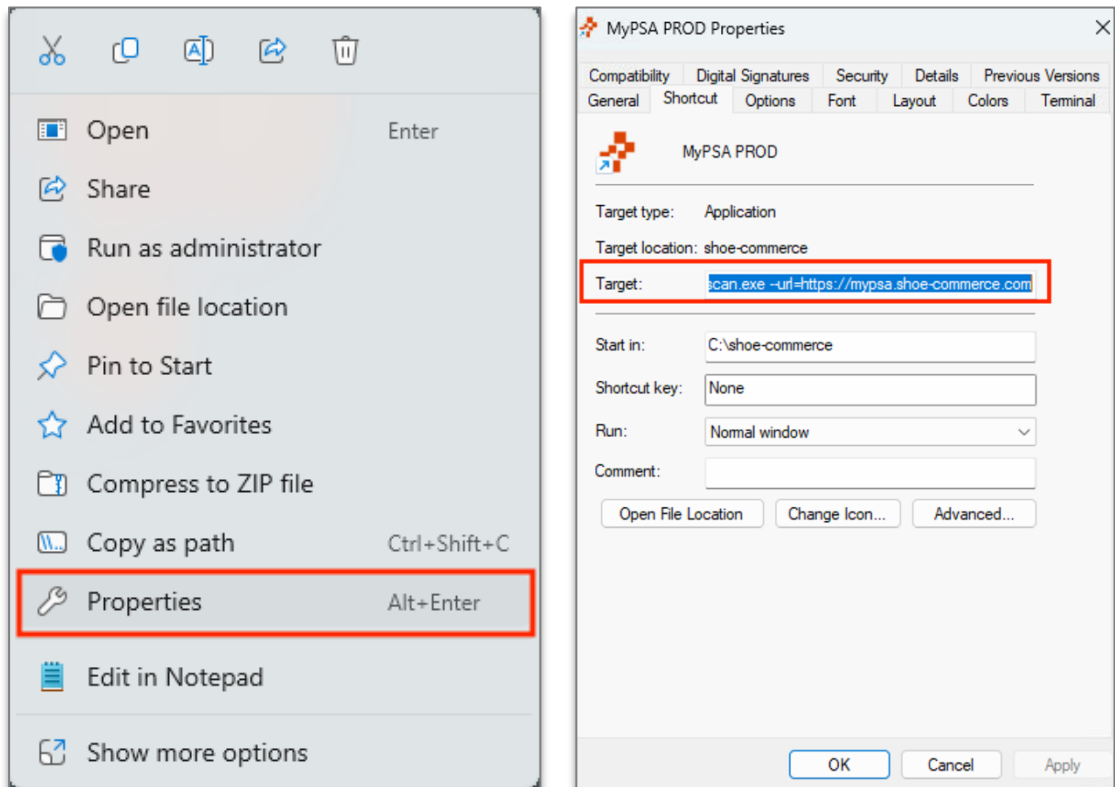 Open Enter
Share
Run as administrator
Open file location
Pin to Start
Add to Favorites
Compress to ZIP file
Copy as path Ctrl+Shift+C
Properties Alt+Enter
Edit in Notepad
Show more options
MyPSA PROD Properties
Compatibility Digital Signatures Security Details Previous Versions
General Shortcut Options Font Layout Colors Terminal
MyPSA PROD
Target type: Application
Target location: shoe-commerce
Target: scan.exe --url=https://mypsa.shoe-commerce.com
Start in: C:\shoe-commerce
Shortcut key: None
Run: Normal window
Comment:
Open File Location Change Icon... Advanced...
OK Cancel Apply